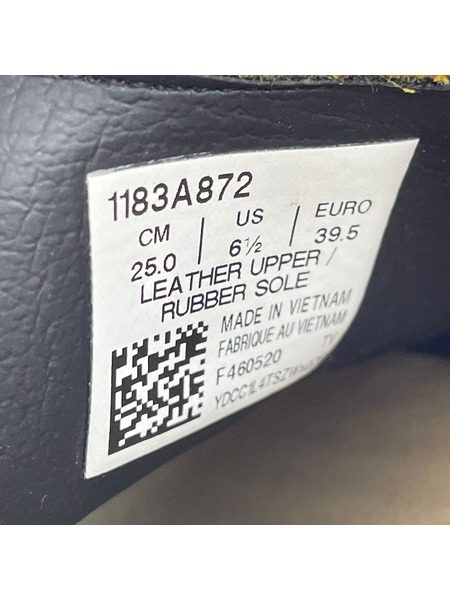 1183A872
CM | US | EURO
25.0 | 6½ | 39.5
LEATHER UPPER /
RUBBER SOLE
MADE IN VIETNAM
FABRIQUE AU VIETNAM
F460520 TY